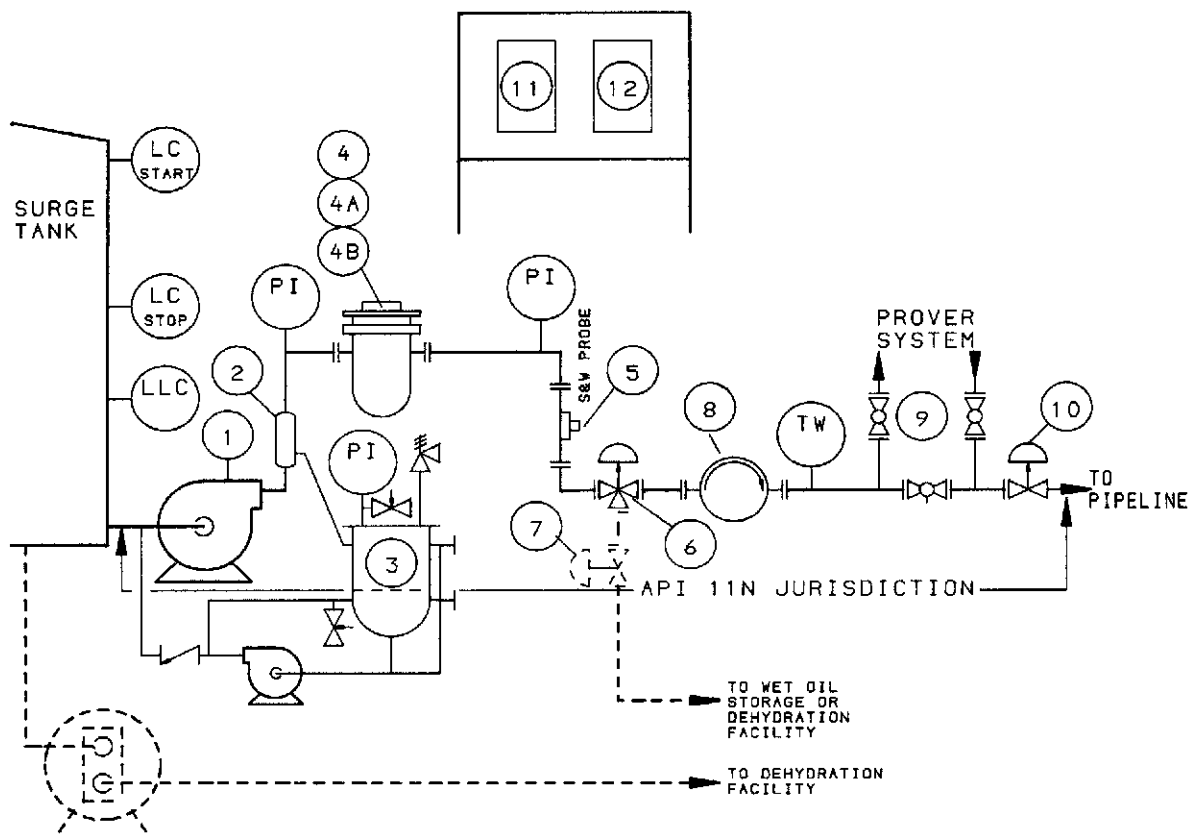 11
12
LC
START
4
4A
4B
SURGE
TANK
PI
PI
LC
STOP
PROVER
SYSTEM
S&W PROBE
LLC
2
5
8
9
10
1
PI
TW
TO
PIPELINE
7
6
3
API 11N JURISDICTION
TO WET OIL
STORAGE OR
DEHYDRATION
FACILITY
TO DEHYDRATION
FACILITY